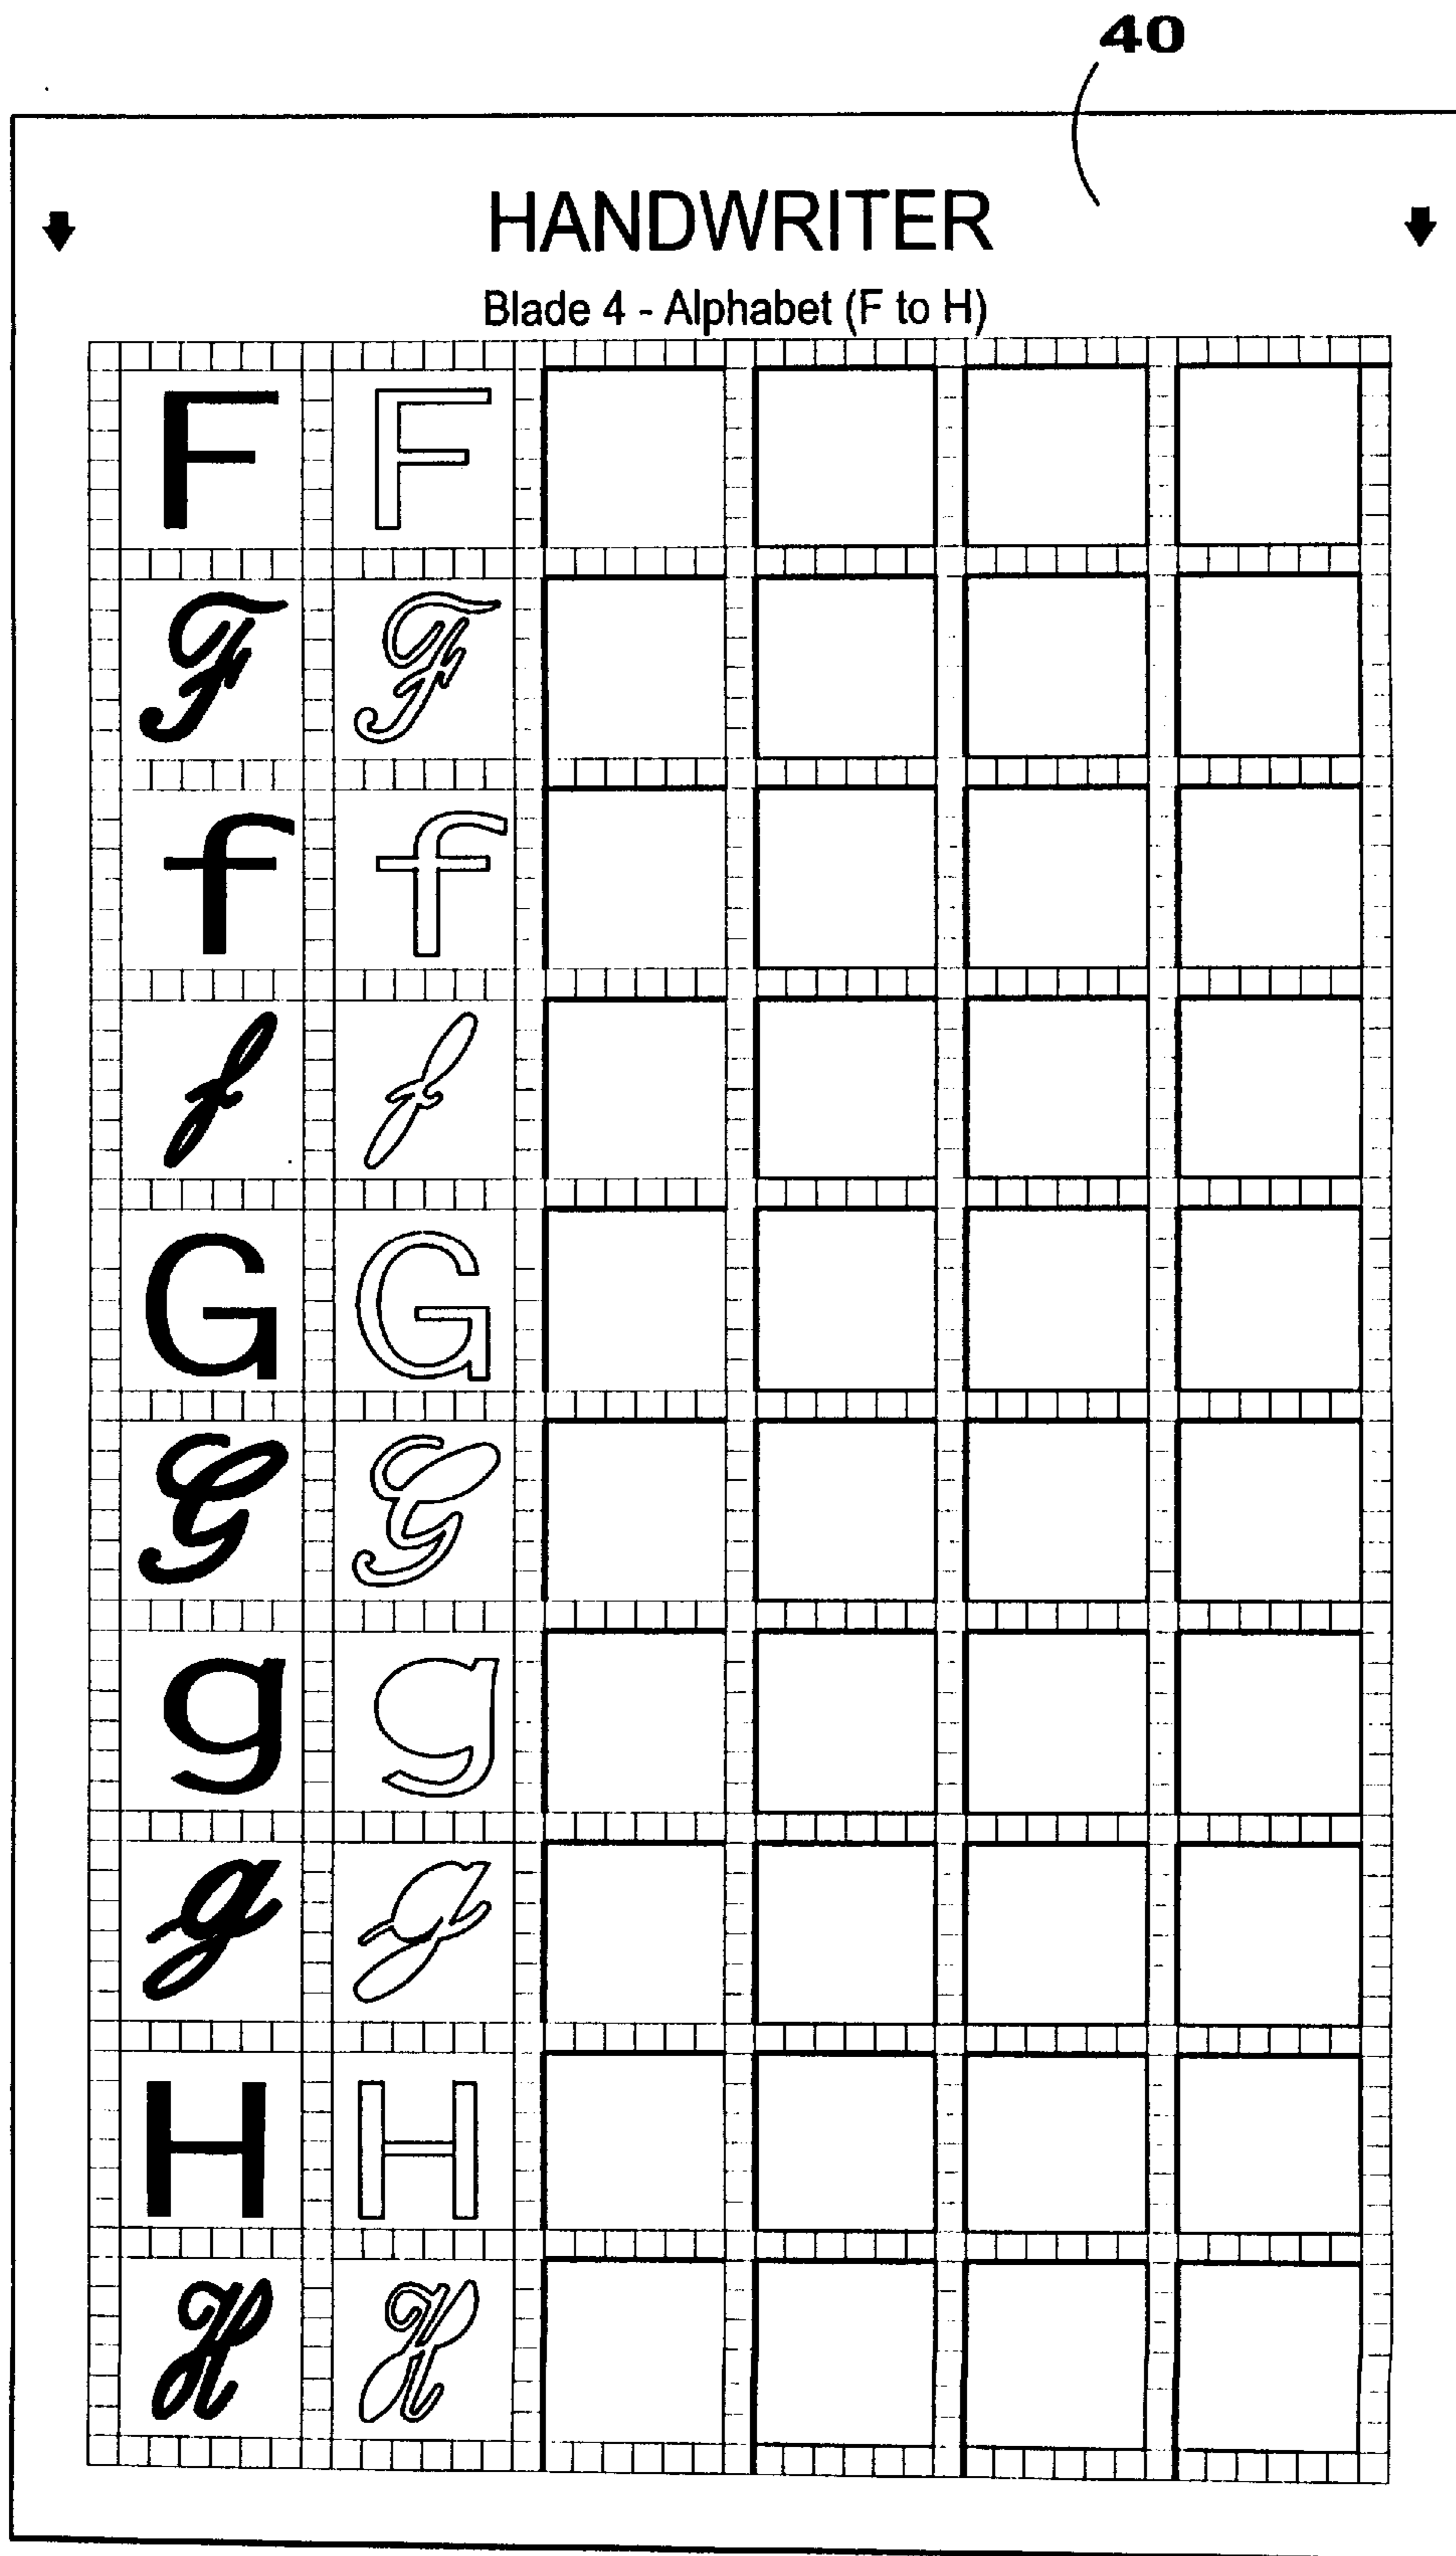 40
HANDWRITER
Blade 4 - Alphabet (F to H)
F F
F F
f f
f f
G G
G G
g g
g g
H H
H H